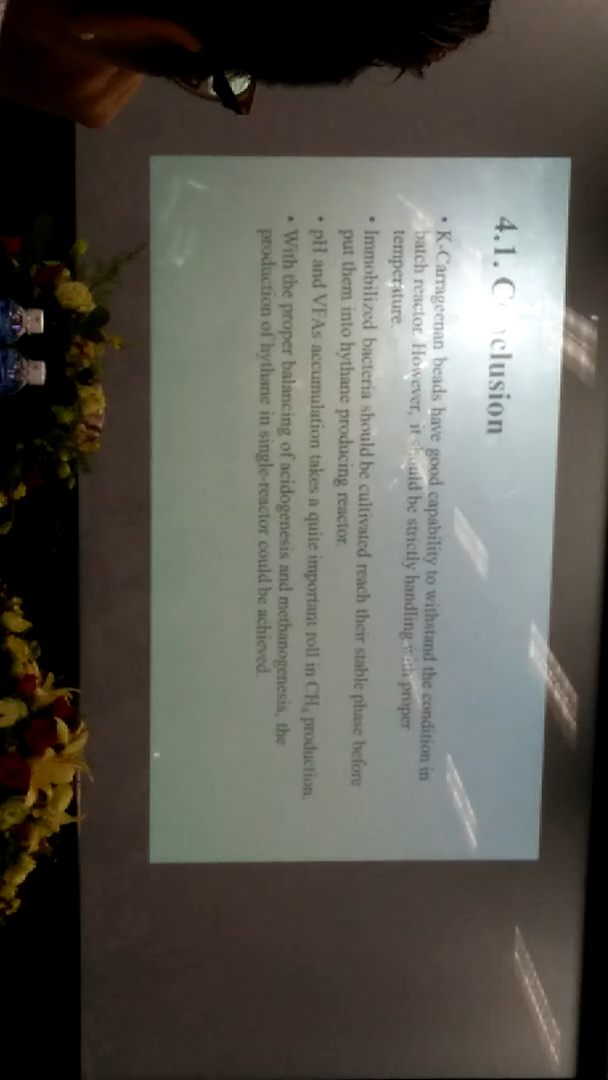 4.1. Conclusion
• K-Carrageenan beads have good capability to withstand the condition in
batch reactor. However, it should be strictly handling with proper
temperature.
• Immobilized bacteria should be cultivated reach their stable phase before
put them into hythane producing reactor.
• pH and VFAs accumulation takes a quite important roll in CH₄ production.
• With the proper balancing of acidogenesis and methanogenesis, the
production of hythane in single-reactor could be achieved.